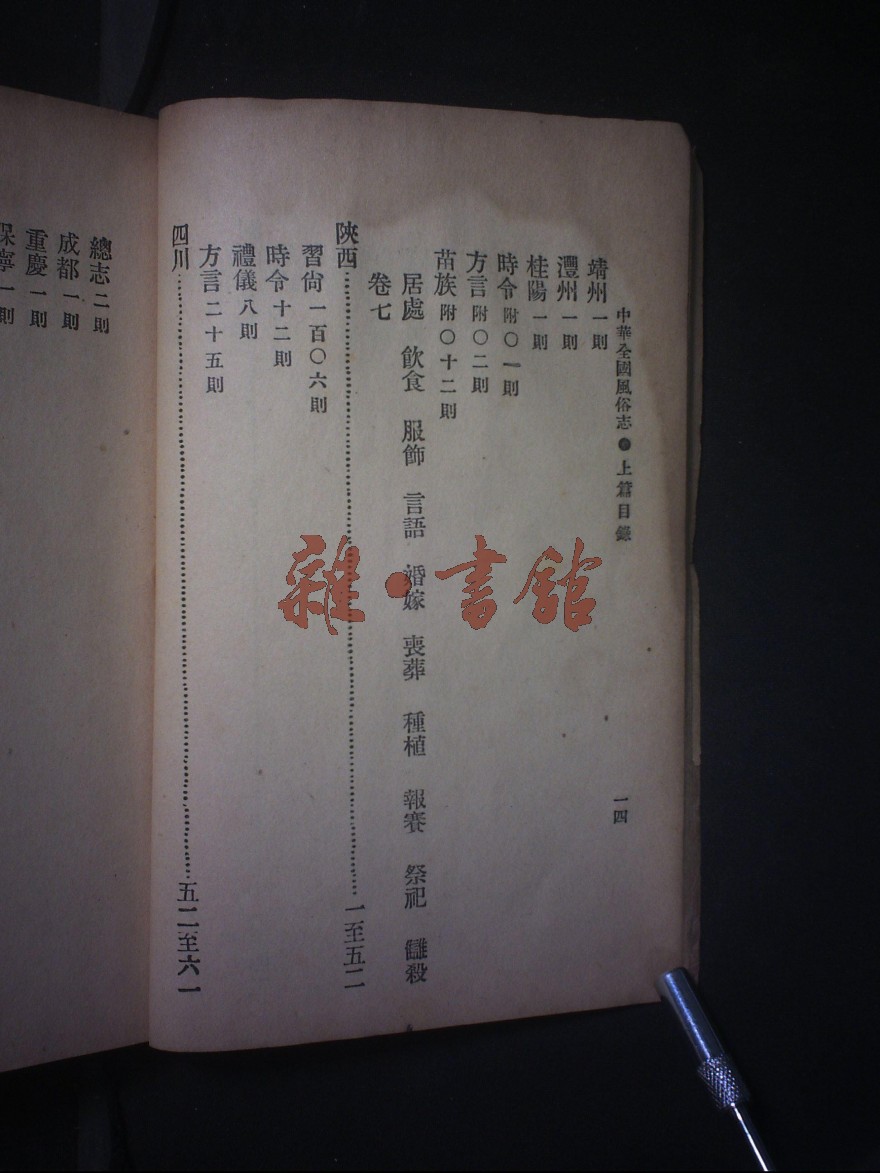 中華全國風俗志●上篇目錄
一四
靖州一則
灃州一則
桂陽一則
時令附〇一則
方言附〇二則
苗族附〇十二則
居處 飲食 服飾 言語 婚嫁 喪葬 種植 報賽 祭祀 讎殺
卷七
陝西…一至五二
習尙一百〇六則
時令十二則
禮儀八則
方言二十五則
四川…五二至六一
總志二則
成都一則
重慶一則
保寧一則
雜·書館